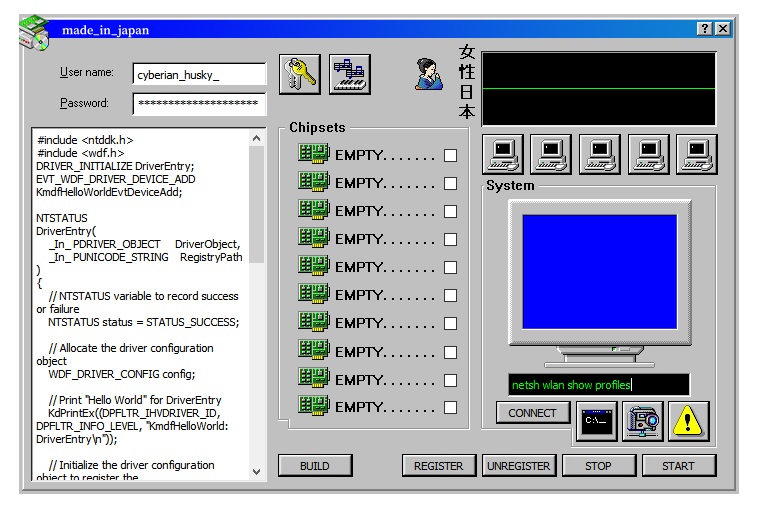 made_in_japan
? x
User name:
cyberian_husky_
Password:
********************
#include <ntddk.h>
#include <wdf.h>
DRIVER_INITIALIZE DriverEntry;
EVT_WDF_DRIVER_DEVICE_ADD
KmdfHelloWorldEvtDeviceAdd;
NTSTATUS
DriverEntry(
_In_ PDRIVER_OBJECT DriverObject,
_In_ PUNICODE_STRING RegistryPath
)
{
// NTSTATUS variable to record success
or failure
NTSTATUS status = STATUS_SUCCESS;
// Allocate the driver configuration
object
WDF_DRIVER_CONFIG config;
// Print "Hello World" for DriverEntry
KdPrintEx((DPFLTR_IHVDRIVER_ID,
DPFLTR_INFO_LEVEL, "KmdfHelloWorld:
DriverEntry\n"));
// Initialize the driver configuration
object to register the
女性日本
Chipsets
EMPTY.......
EMPTY.......
EMPTY.......
EMPTY.......
EMPTY.......
EMPTY.......
EMPTY.......
EMPTY.......
EMPTY.......
EMPTY.......
System
netsh wlan show profiles
CONNECT
C:\_
BUILD
REGISTER
UNREGISTER
STOP
START